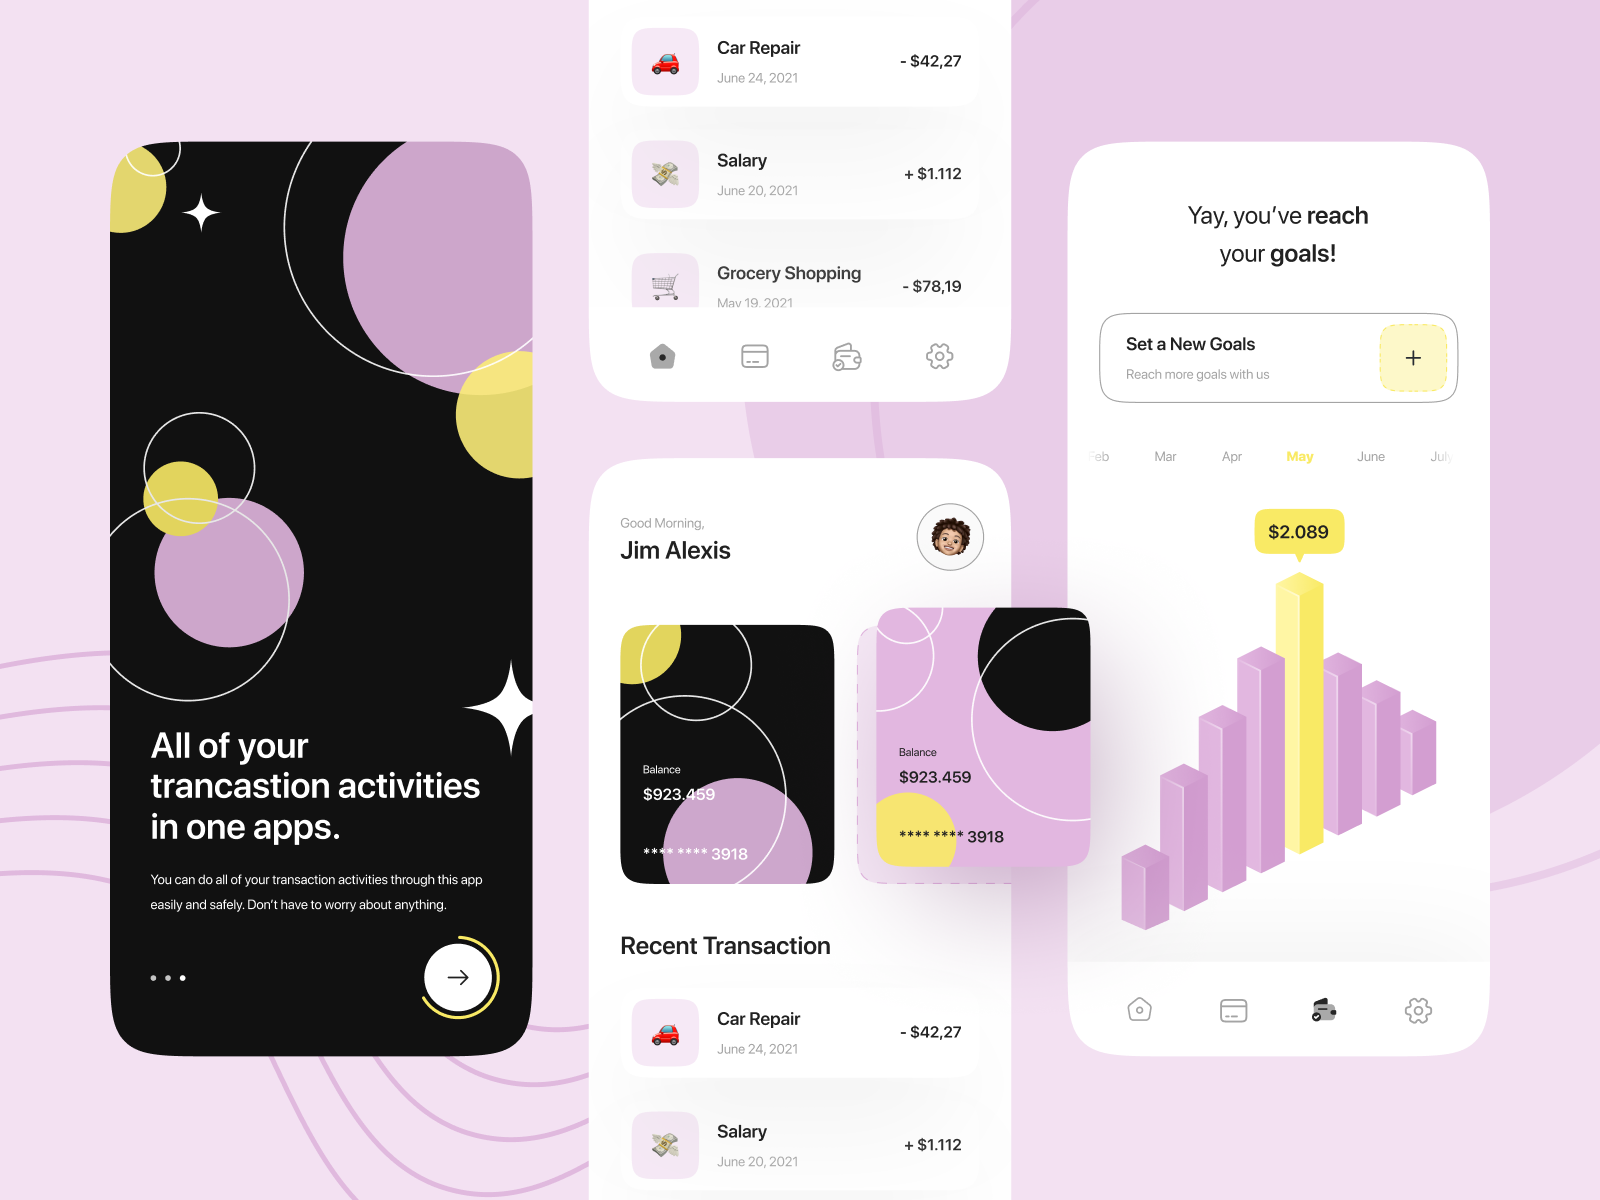 All of your
trancastion activities
in one apps.
You can do all of your transaction activities through this app
easily and safely. Don't have to worry about anything.
Car Repair
June 24, 2021
- $42,27
Salary
June 20, 2021
+ $1.112
Grocery Shopping
May 19, 2021
- $78,19
Good Morning,
Jim Alexis
Balance
$923.459
**** **** 3918
Balance
$923.459
**** **** 3918
Recent Transaction
Car Repair
June 24, 2021
- $42,27
Salary
June 20, 2021
+ $1.112
Yay, you've reach
your goals!
Set a New Goals
Reach more goals with us
+
Feb Mar Apr May June July
$2.089